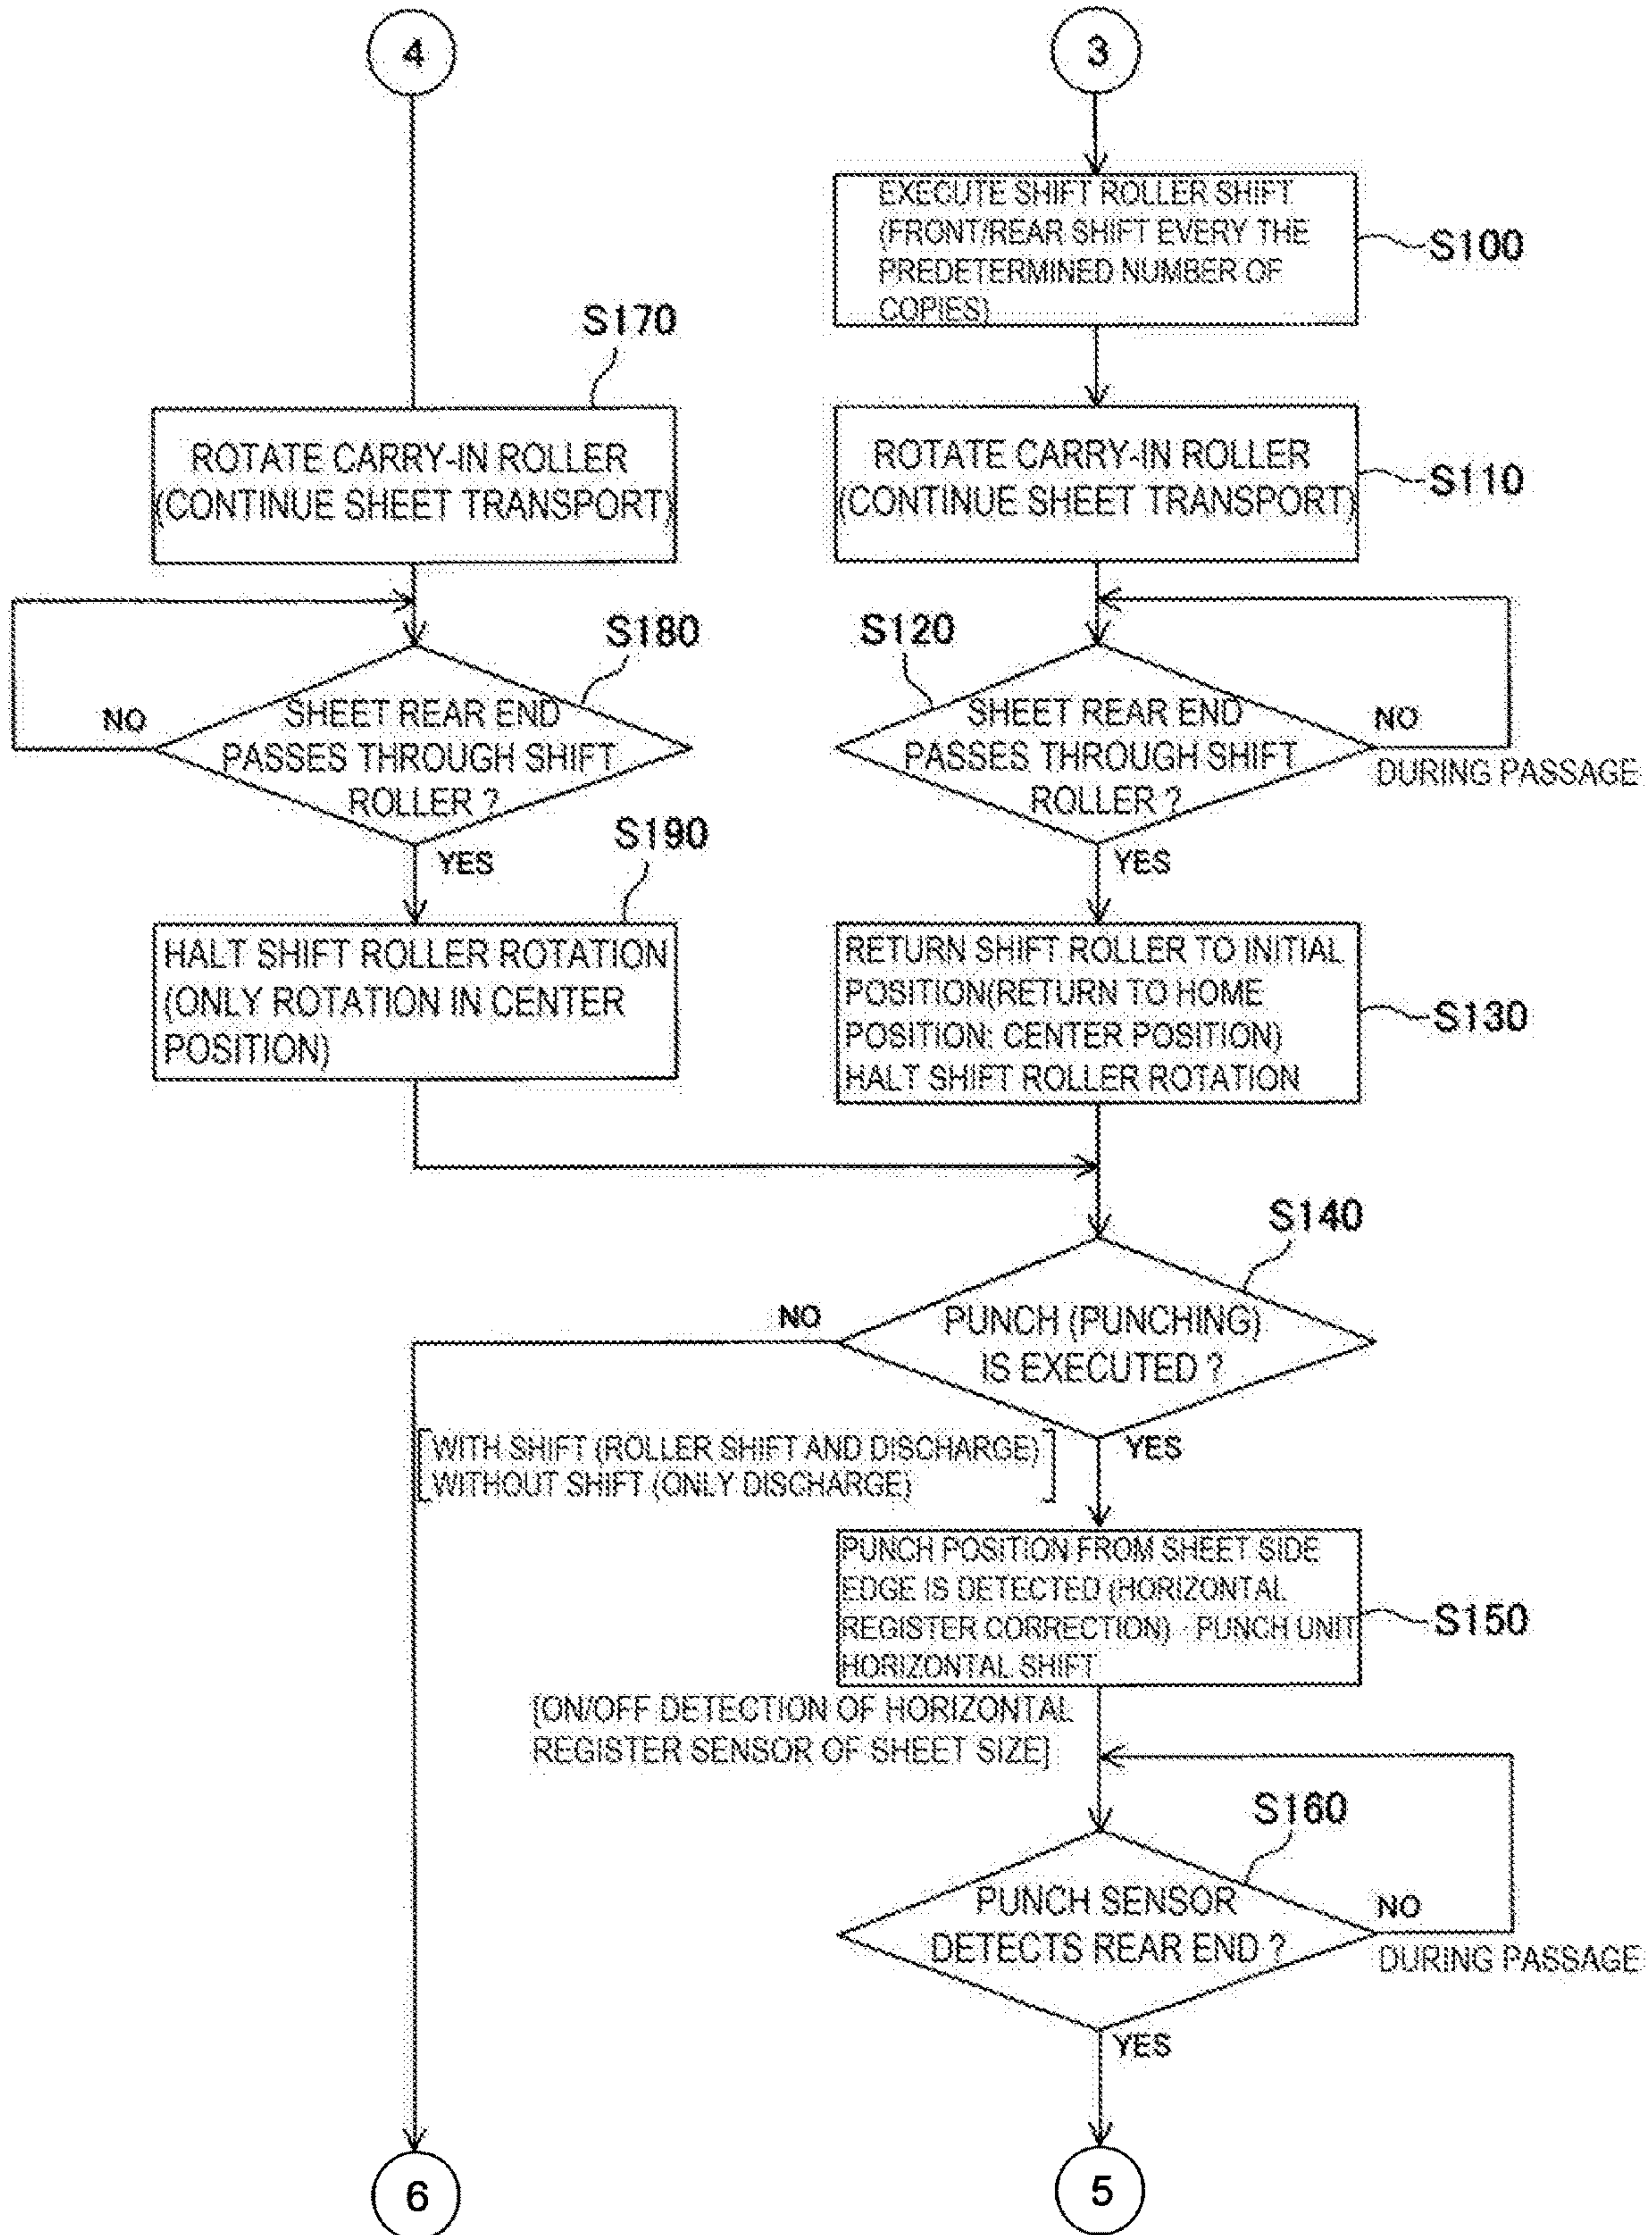 4
3
EXECUTE SHIFT ROLLER SHIFT
(FRONT/REAR SHIFT EVERY THE
PREDETERMINED NUMBER OF
COPIES)
S100
S170
ROTATE CARRY-IN ROLLER
(CONTINUE SHEET TRANSPORT)
ROTATE CARRY-IN ROLLER
(CONTINUE SHEET TRANSPORT)
S110
S180
SHEET REAR END
PASSES THROUGH SHIFT
ROLLER ?
NO
YES
S120
SHEET REAR END
PASSES THROUGH SHIFT
ROLLER ?
NO
DURING PASSAGE
YES
S190
HALT SHIFT ROLLER ROTATION
(ONLY ROTATION IN CENTER
POSITION)
RETURN SHIFT ROLLER TO INITIAL
POSITION(RETURN TO HOME
POSITION: CENTER POSITION)
HALT SHIFT ROLLER ROTATION
S130
S140
NO
PUNCH (PUNCHING)
IS EXECUTED ?
YES
[WITH SHIFT (ROLLER SHIFT AND DISCHARGE)
WITHOUT SHIFT (ONLY DISCHARGE)]
PUNCH POSITION FROM SHEET SIDE
EDGE IS DETECTED (HORIZONTAL
REGISTER CORRECTION) - PUNCH UNIT
HORIZONTAL SHIFT
S150
[ON/OFF DETECTION OF HORIZONTAL
REGISTER SENSOR OF SHEET SIZE]
S160
PUNCH SENSOR
DETECTS REAR END ?
NO
DURING PASSAGE
YES
6
5